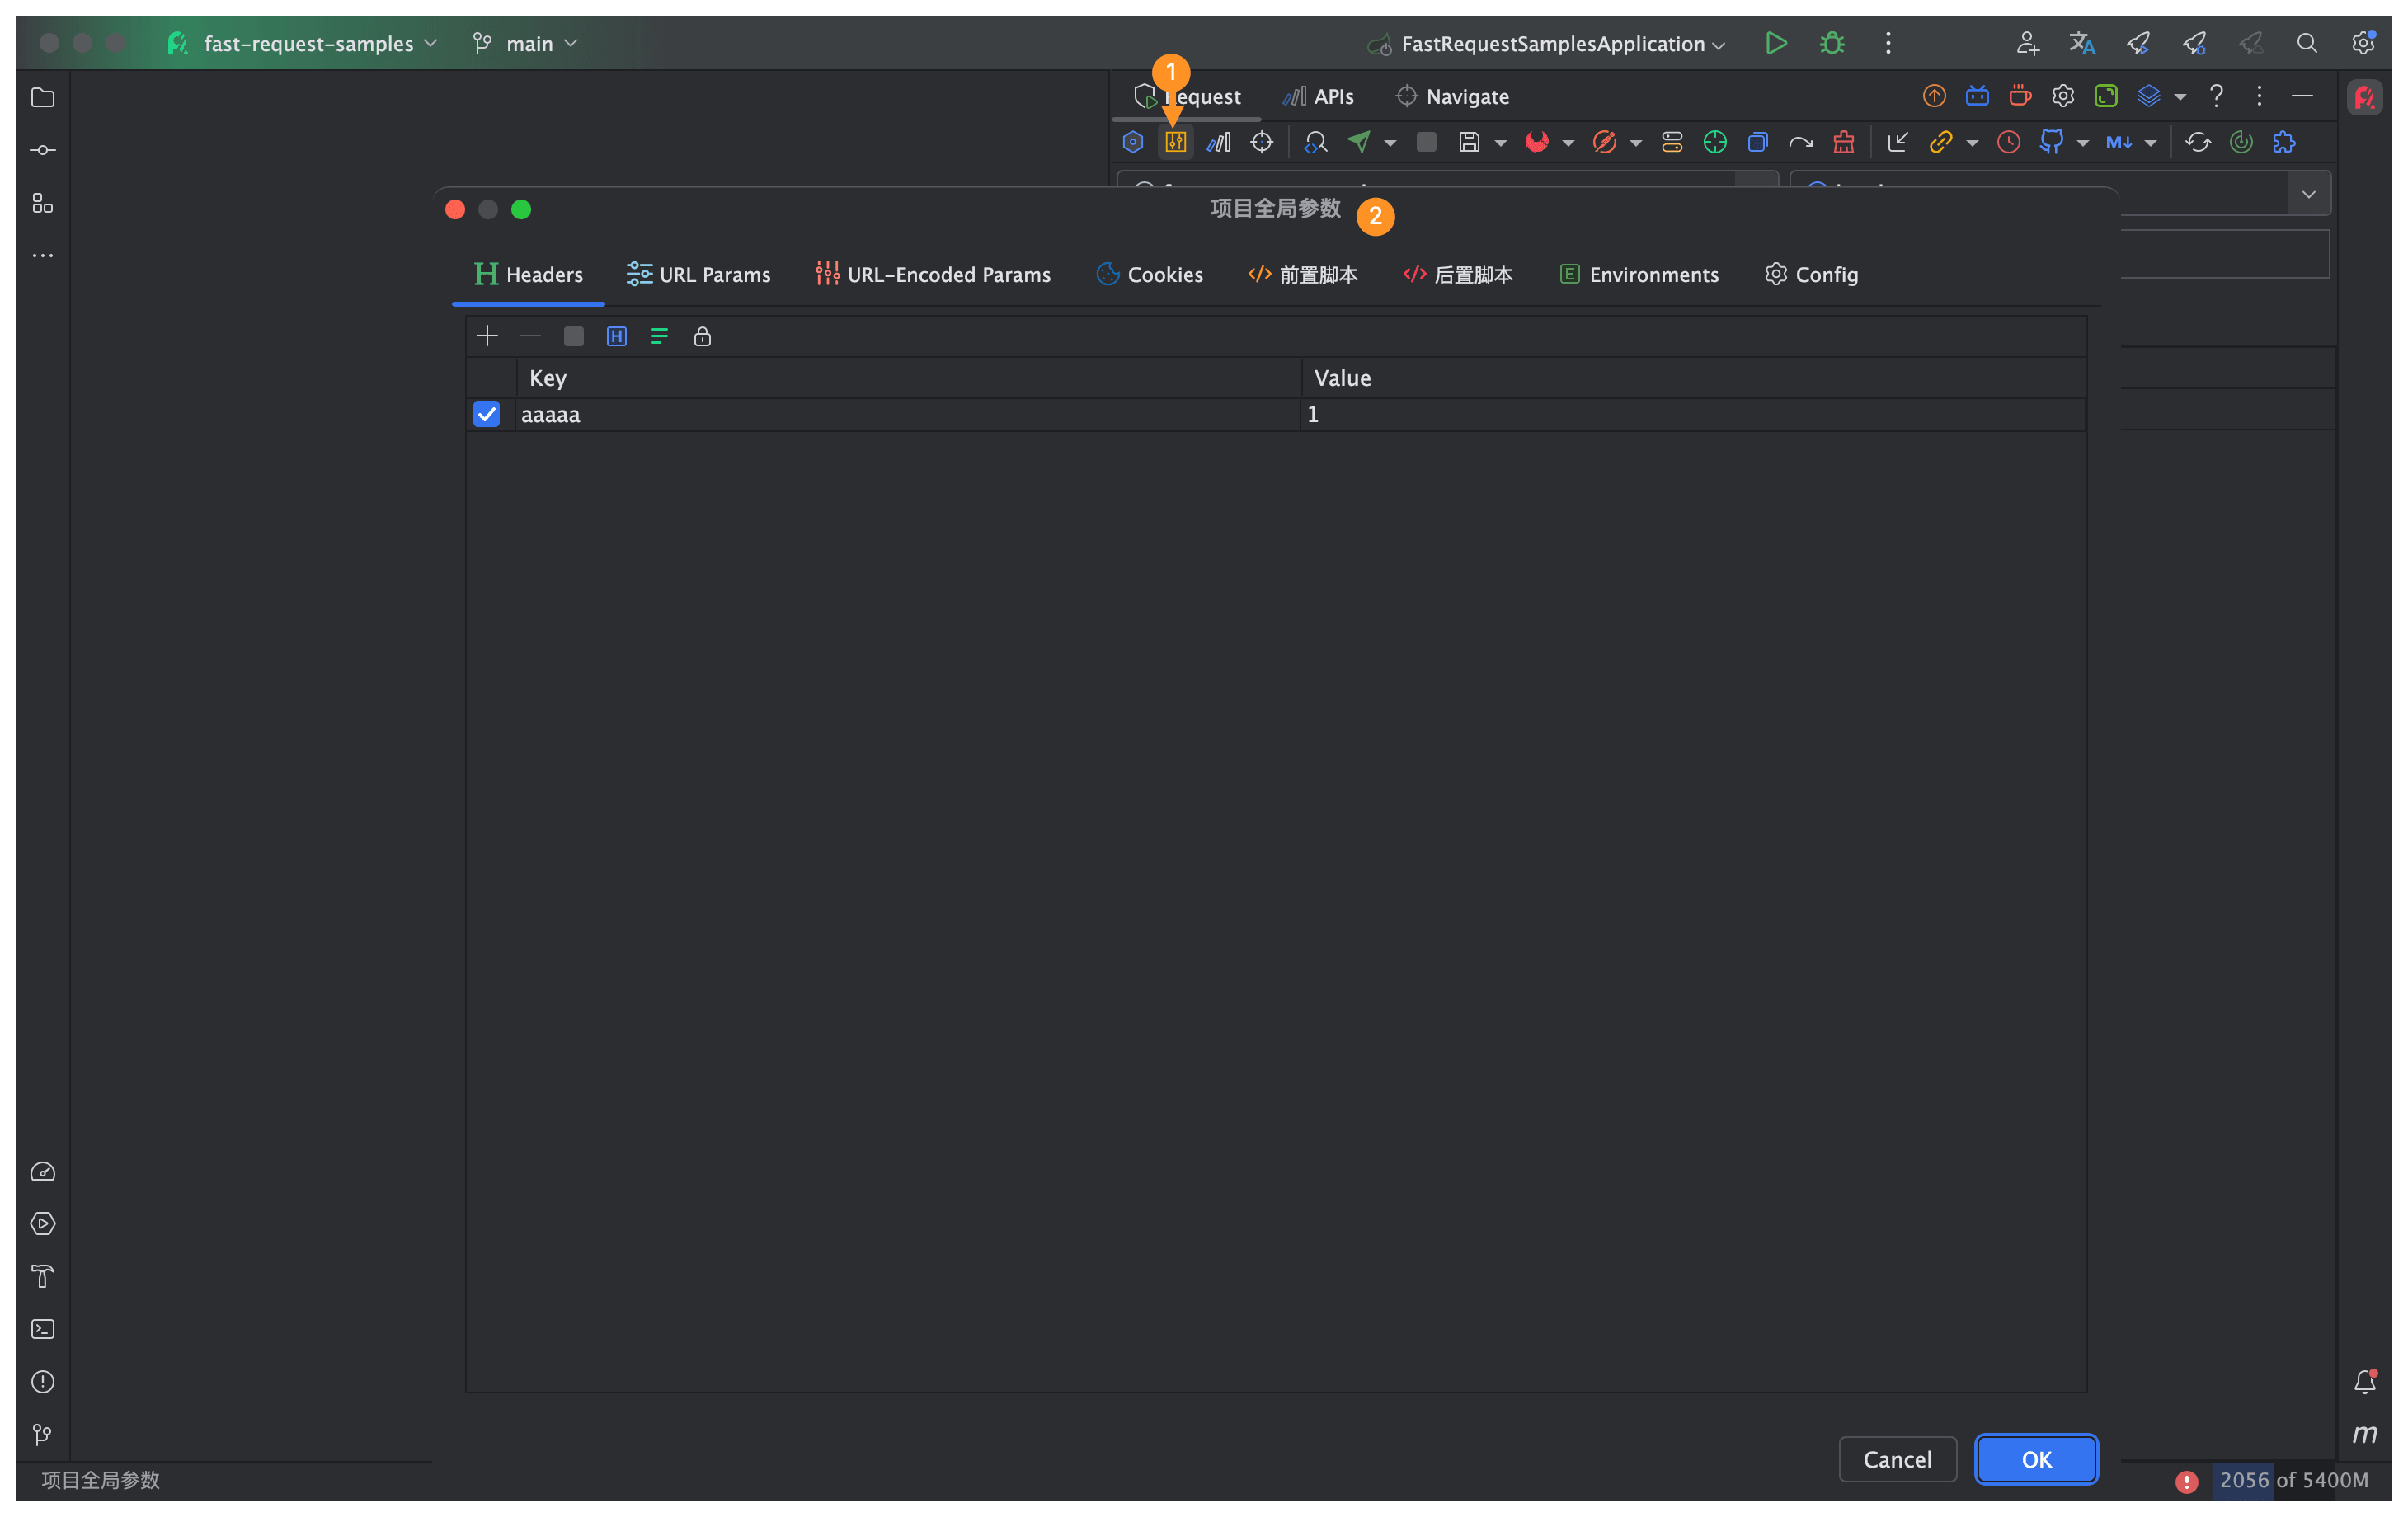 fast-request-samples
main
FastRequestSamplesApplication
1
Request
APIs
Navigate
M↓
项目全局参数
2
H Headers
URL Params
URL-Encoded Params
Cookies
</> 前置脚本
</> 后置脚本
E Environments
Config
H
Key
Value
aaaaa
1
m
Cancel
OK
项目全局参数
2056 of 5400M